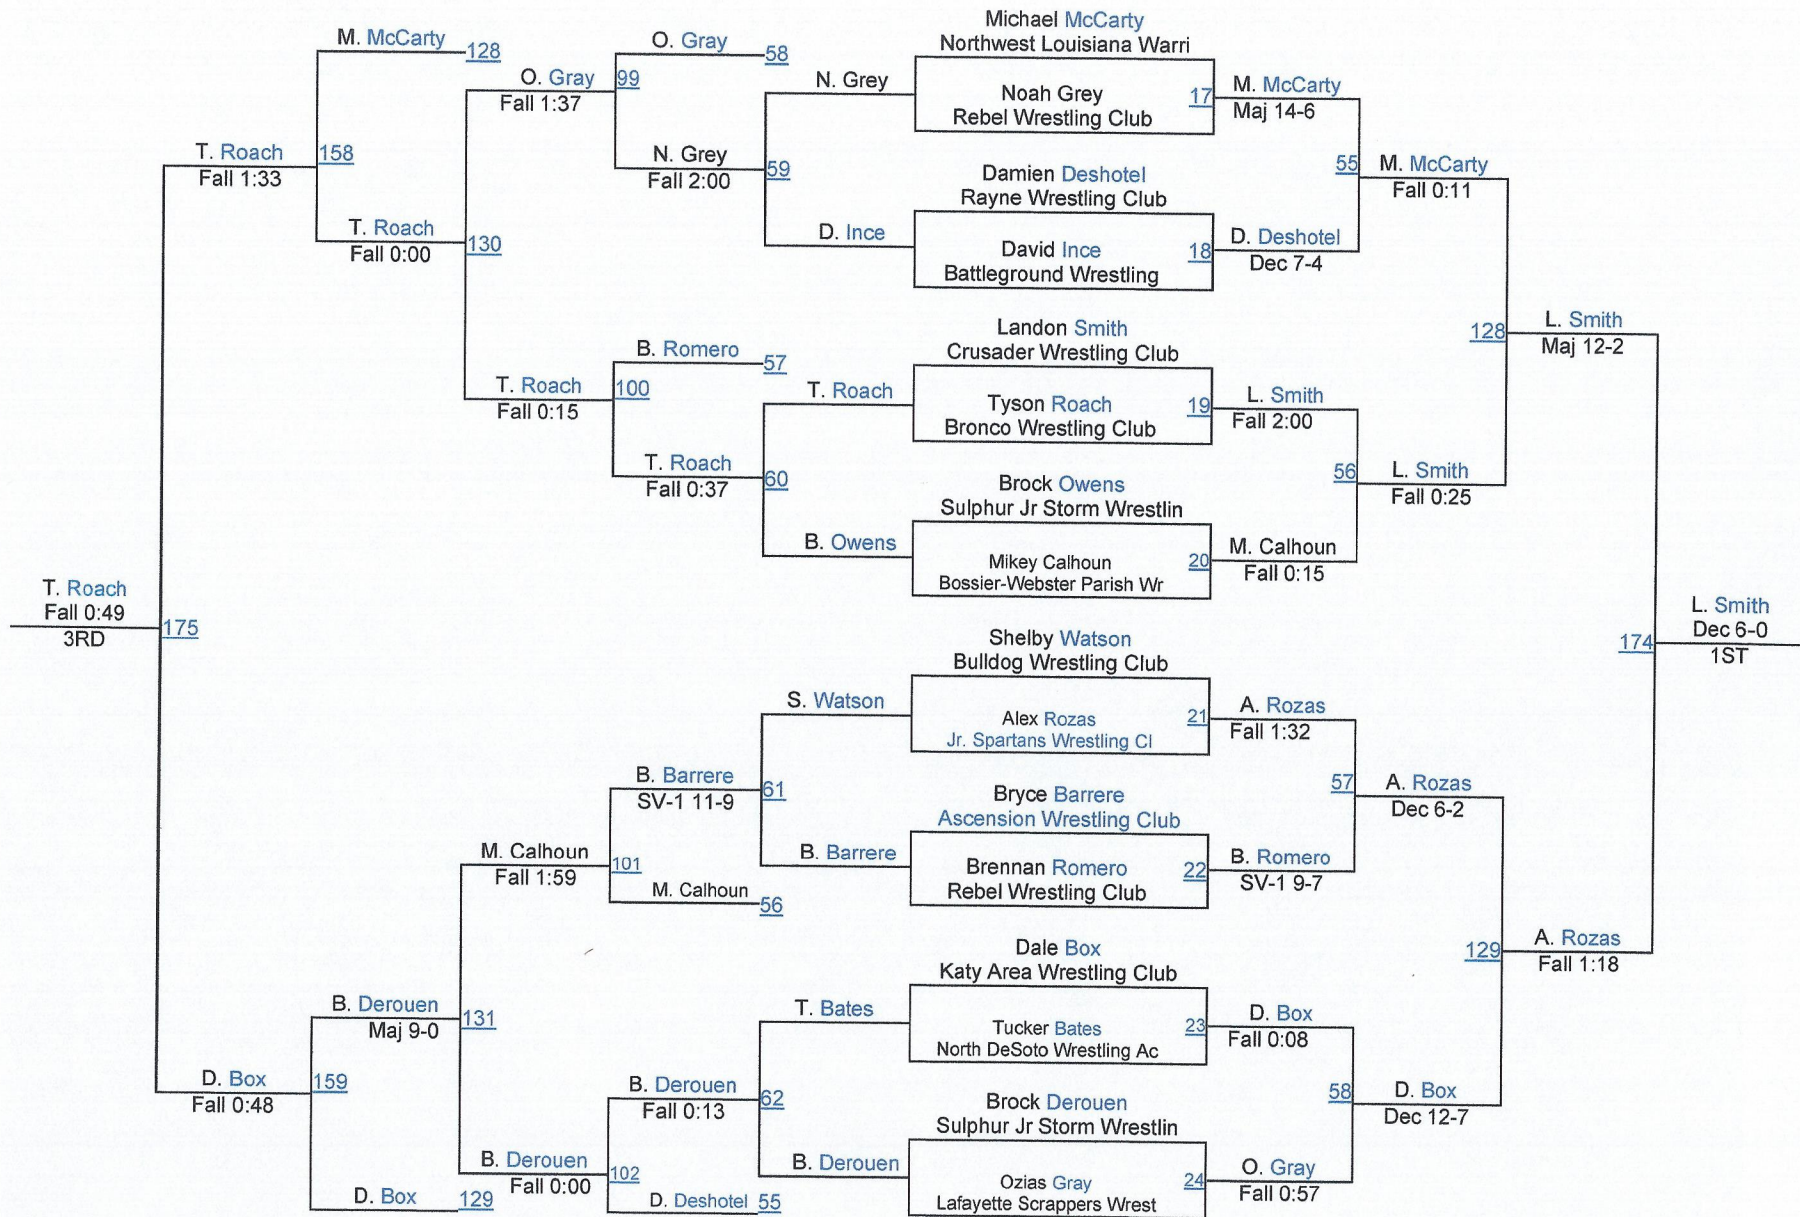 Michael McCarty
Northwest Louisiana Warri
Noah Grey
Rebel Wrestling Club
17
Damien Deshotel
Rayne Wrestling Club
David Ince
Battleground Wrestling
18
Landon Smith
Crusader Wrestling Club
Tyson Roach
Bronco Wrestling Club
19
Brock Owens
Sulphur Jr Storm Wrestlin
Mikey Calhoun
Bossier-Webster Parish Wr
20
Shelby Watson
Bulldog Wrestling Club
Alex Rozas
Jr. Spartans Wrestling Cl
21
Bryce Barrere
Ascension Wrestling Club
Brennan Romero
Rebel Wrestling Club
22
Dale Box
Katy Area Wrestling Club
Tucker Bates
North DeSoto Wrestling Ac
23
Brock Derouen
Sulphur Jr Storm Wrestlin
Ozias Gray
Lafayette Scrappers Wrest
24
M. McCarty
Maj 14-6
D. Deshotel
Dec 7-4
L. Smith
Fall 2:00
M. Calhoun
Fall 0:15
A. Rozas
Fall 1:32
B. Romero
SV-1 9-7
D. Box
Fall 0:08
O. Gray
Fall 0:57
55
M. McCarty
Fall 0:11
56
L. Smith
Fall 0:25
57
A. Rozas
Dec 6-2
58
D. Box
Dec 12-7
128
L. Smith
Maj 12-2
129
A. Rozas
Fall 1:18
174
L. Smith
Dec 6-0
1ST
N. Grey
D. Ince
T. Roach
B. Owens
S. Watson
B. Barrere
T. Bates
B. Derouen
O. Gray
58
N. Grey
Fall 2:00
59
B. Romero
57
T. Roach
Fall 0:37
60
B. Barrere
SV-1 11-9
61
M. Calhoun
56
B. Derouen
Fall 0:13
62
D. Deshotel
55
O. Gray
Fall 1:37
99
T. Roach
Fall 0:15
100
M. Calhoun
Fall 1:59
101
B. Derouen
Fall 0:00
102
M. McCarty
128
T. Roach
Fall 0:00
130
B. Derouen
Maj 9-0
131
D. Box
129
T. Roach
Fall 1:33
158
D. Box
Fall 0:48
159
T. Roach
Fall 0:49
3RD
175